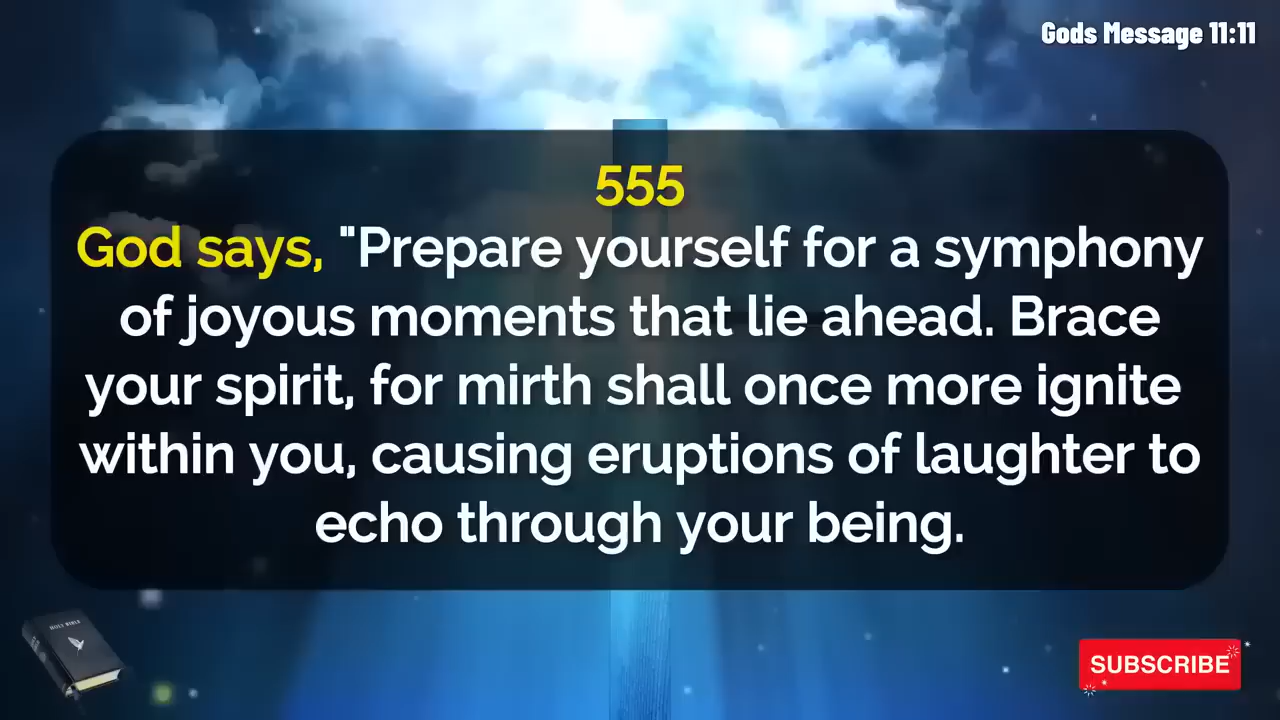 Gods Message 11:11
555
God says, "Prepare yourself for a symphony
of joyous moments that lie ahead. Brace
your spirit, for mirth shall once more ignite
within you, causing eruptions of laughter to
echo through your being.
HOLY BIBLE
SUBSCRIBE